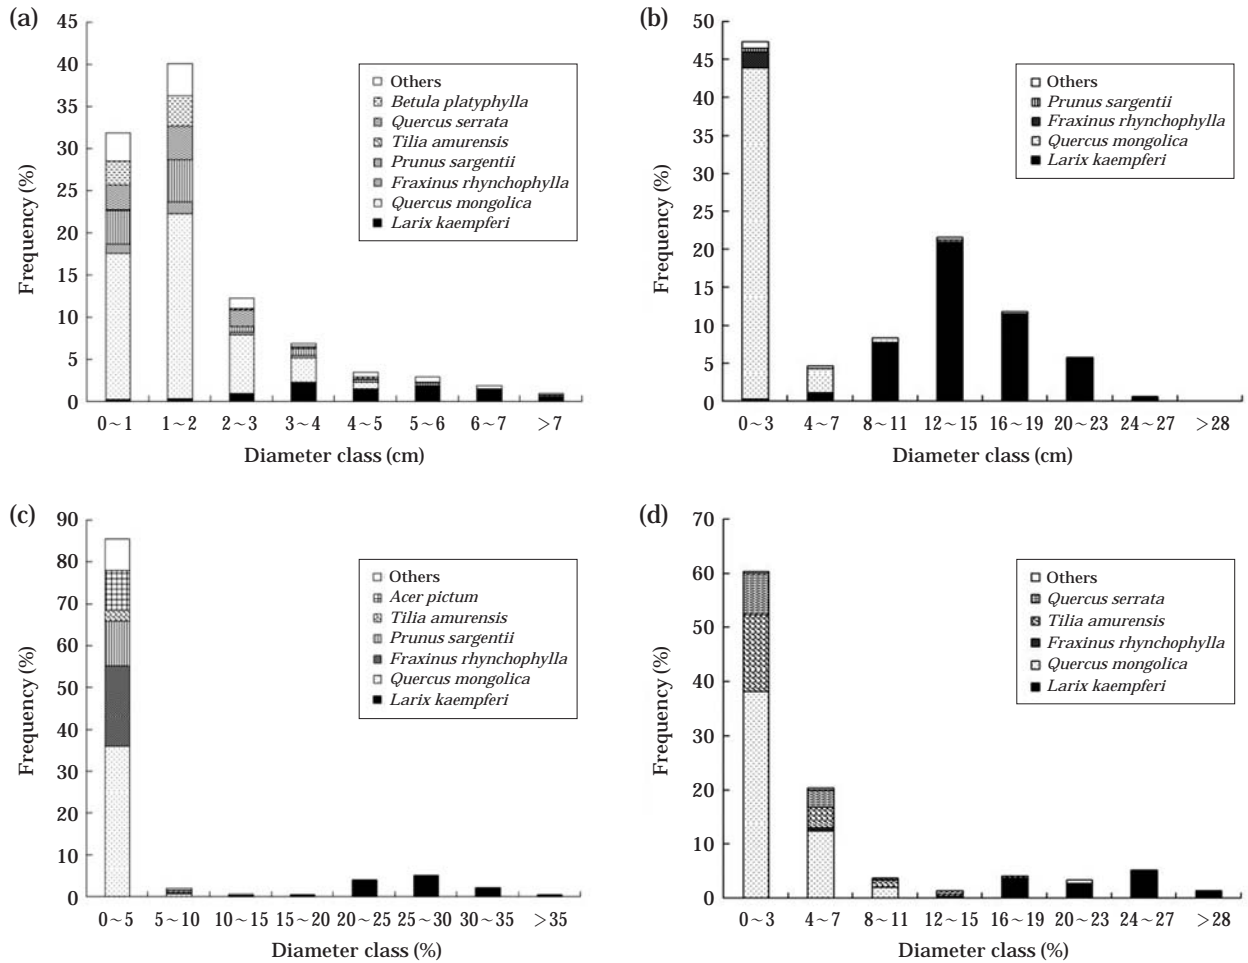 (a)
45
40
35
30
25
20
15
10
5
0
Frequency (%)
Others
Betula platyphylla
Quercus serrata
Tilia amurensis
Prunus sargentii
Fraxinus rhynchophylla
Quercus mongolica
Larix kaempferi
0~1 1~2 2~3 3~4 4~5 5~6 6~7 >7
Diameter class (cm)
(b)
50
45
40
35
30
25
20
15
10
5
0
Frequency (%)
Others
Prunus sargentii
Fraxinus rhynchophylla
Quercus mongolica
Larix kaempferi
0~3 4~7 8~11 12~15 16~19 20~23 24~27 >28
Diameter class (cm)
(c)
90
80
70
60
50
40
30
20
10
0
Frequency (%)
Others
Acer pictum
Tilia amurensis
Prunus sargentii
Fraxinus rhynchophylla
Quercus mongolica
Larix kaempferi
0~5 5~10 10~15 15~20 20~25 25~30 30~35 >35
Diameter class (%)
(d)
70
60
50
40
30
20
10
0
Frequency (%)
Others
Quercus serrata
Tilia amurensis
Fraxinus rhynchophylla
Quercus mongolica
Larix kaempferi
0~3 4~7 8~11 12~15 16~19 20~23 24~27 >28
Diameter class (%)